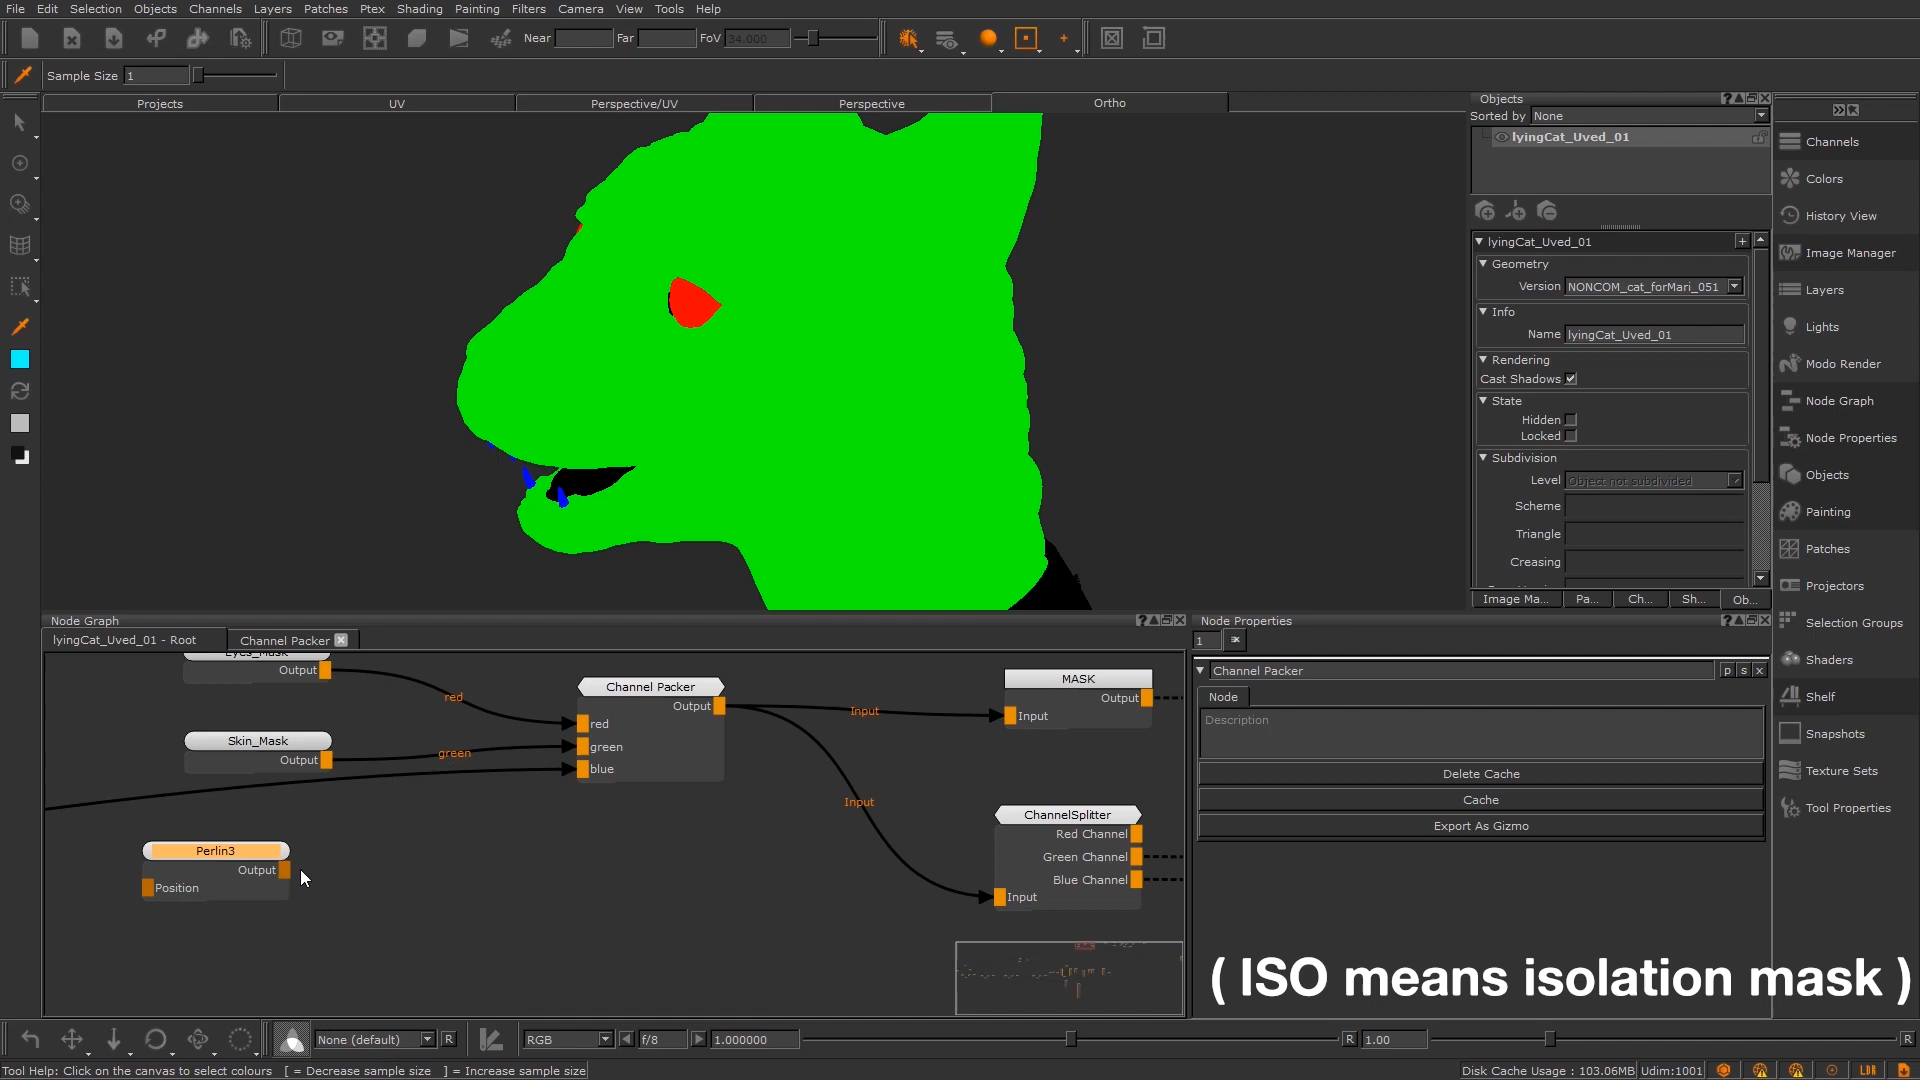 File Edit Selection Objects Channels Layers Patches Ptex Shading Painting Filters Camera View Tools Help
Near Far FoV 34.000
Sample Size 1
Projects UV Perspective/UV Perspective Ortho
Objects
Sorted by None
lyingCat_Uved_01
lyingCat_Uved_01
Geometry
Version NONCOM_cat_forMari_051
Info
Name lyingCat_Uved_01
Rendering
Cast Shadows
State
Hidden
Locked
Subdivision
Level Object not subdivided
Scheme
Triangle
Creasing
Image Ma... Pa... Ch... Sh... Ob...
Channels
Colors
History View
Image Manager
Layers
Lights
Modo Render
Node Graph
Node Properties
Objects
Painting
Patches
Projectors
Selection Groups
Shaders
Shelf
Snapshots
Texture Sets
Tool Properties
Node Graph
lyingCat_Uved_01 - Root Channel Packer
Eyes_Mask
Output
red
Skin_Mask
Output
green
Channel Packer
Output
red
green
blue
Input
Input
MASK
Output
Input
ChannelSplitter
Red Channel
Green Channel
Blue Channel
Input
Perlin3
Output
Position
Node Properties
1
Channel Packer p s x
Node
Description
Delete Cache
Cache
Export As Gizmo
( ISO means isolation mask )
None (default) R RGB f/8 1.000000 R 1.00 R
Tool Help: Click on the canvas to select colours [ = Decrease sample size ] = Increase sample size
Disk Cache Usage : 103.06MB Udim:1001 LDR